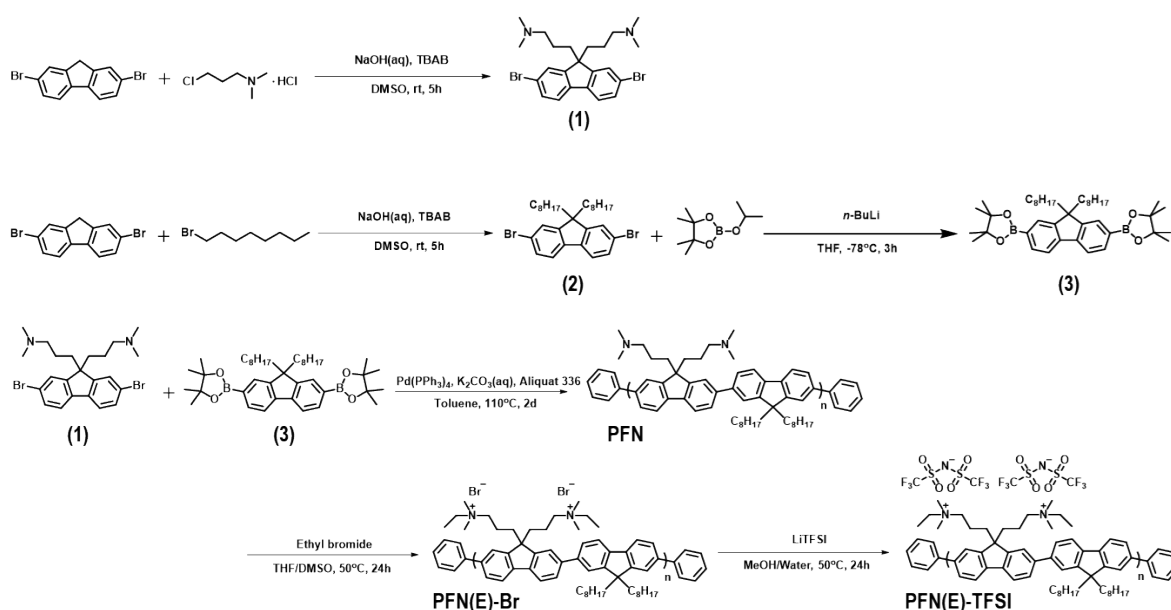 Br
Br
+
Cl
N
·HCl
NaOH(aq), TBAB
DMSO, rt, 5h
N
N
Br
Br
(1)
Br
Br
+
Br
NaOH(aq), TBAB
DMSO, rt, 5h
C8H17 C8H17
Br
Br
(2)
+
O
B-O
O
n-BuLi
THF, -78°C, 3h
C8H17 C8H17
O
B
O
O
B
O
(3)
N
N
Br
Br
(1)
+
C8H17 C8H17
O
B
O
O
B
O
(3)
Pd(PPh3)4, K2CO3(aq), Aliquat 336
Toluene, 110°C, 2d
N
N
n
C8H17 C8H17
PFN
Ethyl bromide
THF/DMSO, 50°C, 24h
Br−
Br−
N+
N+
n
C8H17 C8H17
PFN(E)-Br
LiTFSI
MeOH/Water, 50°C, 24h
O N− O
S S
F3C O O CF3
O N− O
S S
F3C O O CF3
N+
N+
n
C8H17 C8H17
PFN(E)-TFSI